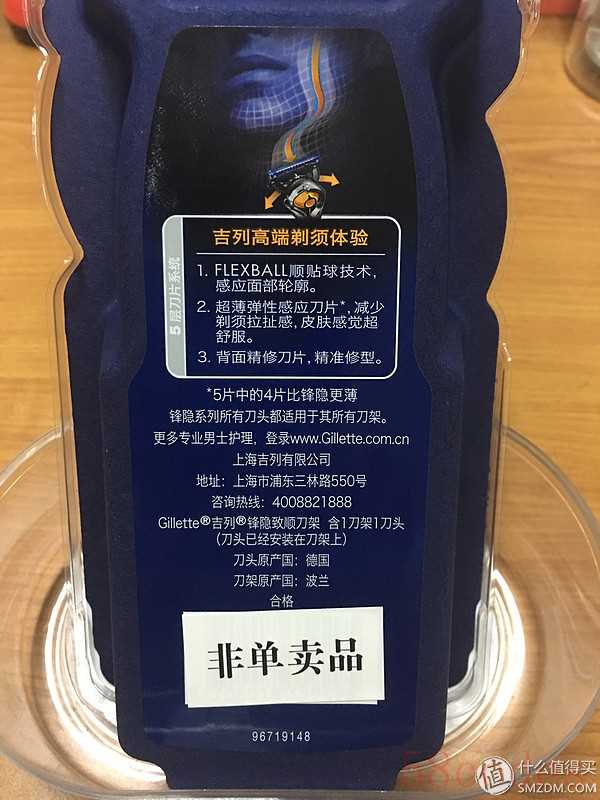 吉列高端剃须体验
5层刀片系统
1. FLEXBALL顺贴球技术,
感应面部轮廓。
2. 超薄弹性感应刀片*, 减少
剃须拉扯感, 皮肤感觉超
舒服。
3. 背面精修刀片, 精准修型。
*5片中的4片比锋隐更薄
锋隐系列所有刀头都适用于其所有刀架。
更多专业男士护理, 登录www.Gillette.com.cn
上海吉列有限公司
地址: 上海市浦东三林路550号
咨询热线: 4008821888
Gillette®吉列®锋隐致顺刀架 含1刀架1刀头
(刀头已经安装在刀架上)
刀头原产国: 德国
刀架原产国: 波兰
合格
非单卖品
96719148
值 什么值得买
SMZDM.COM